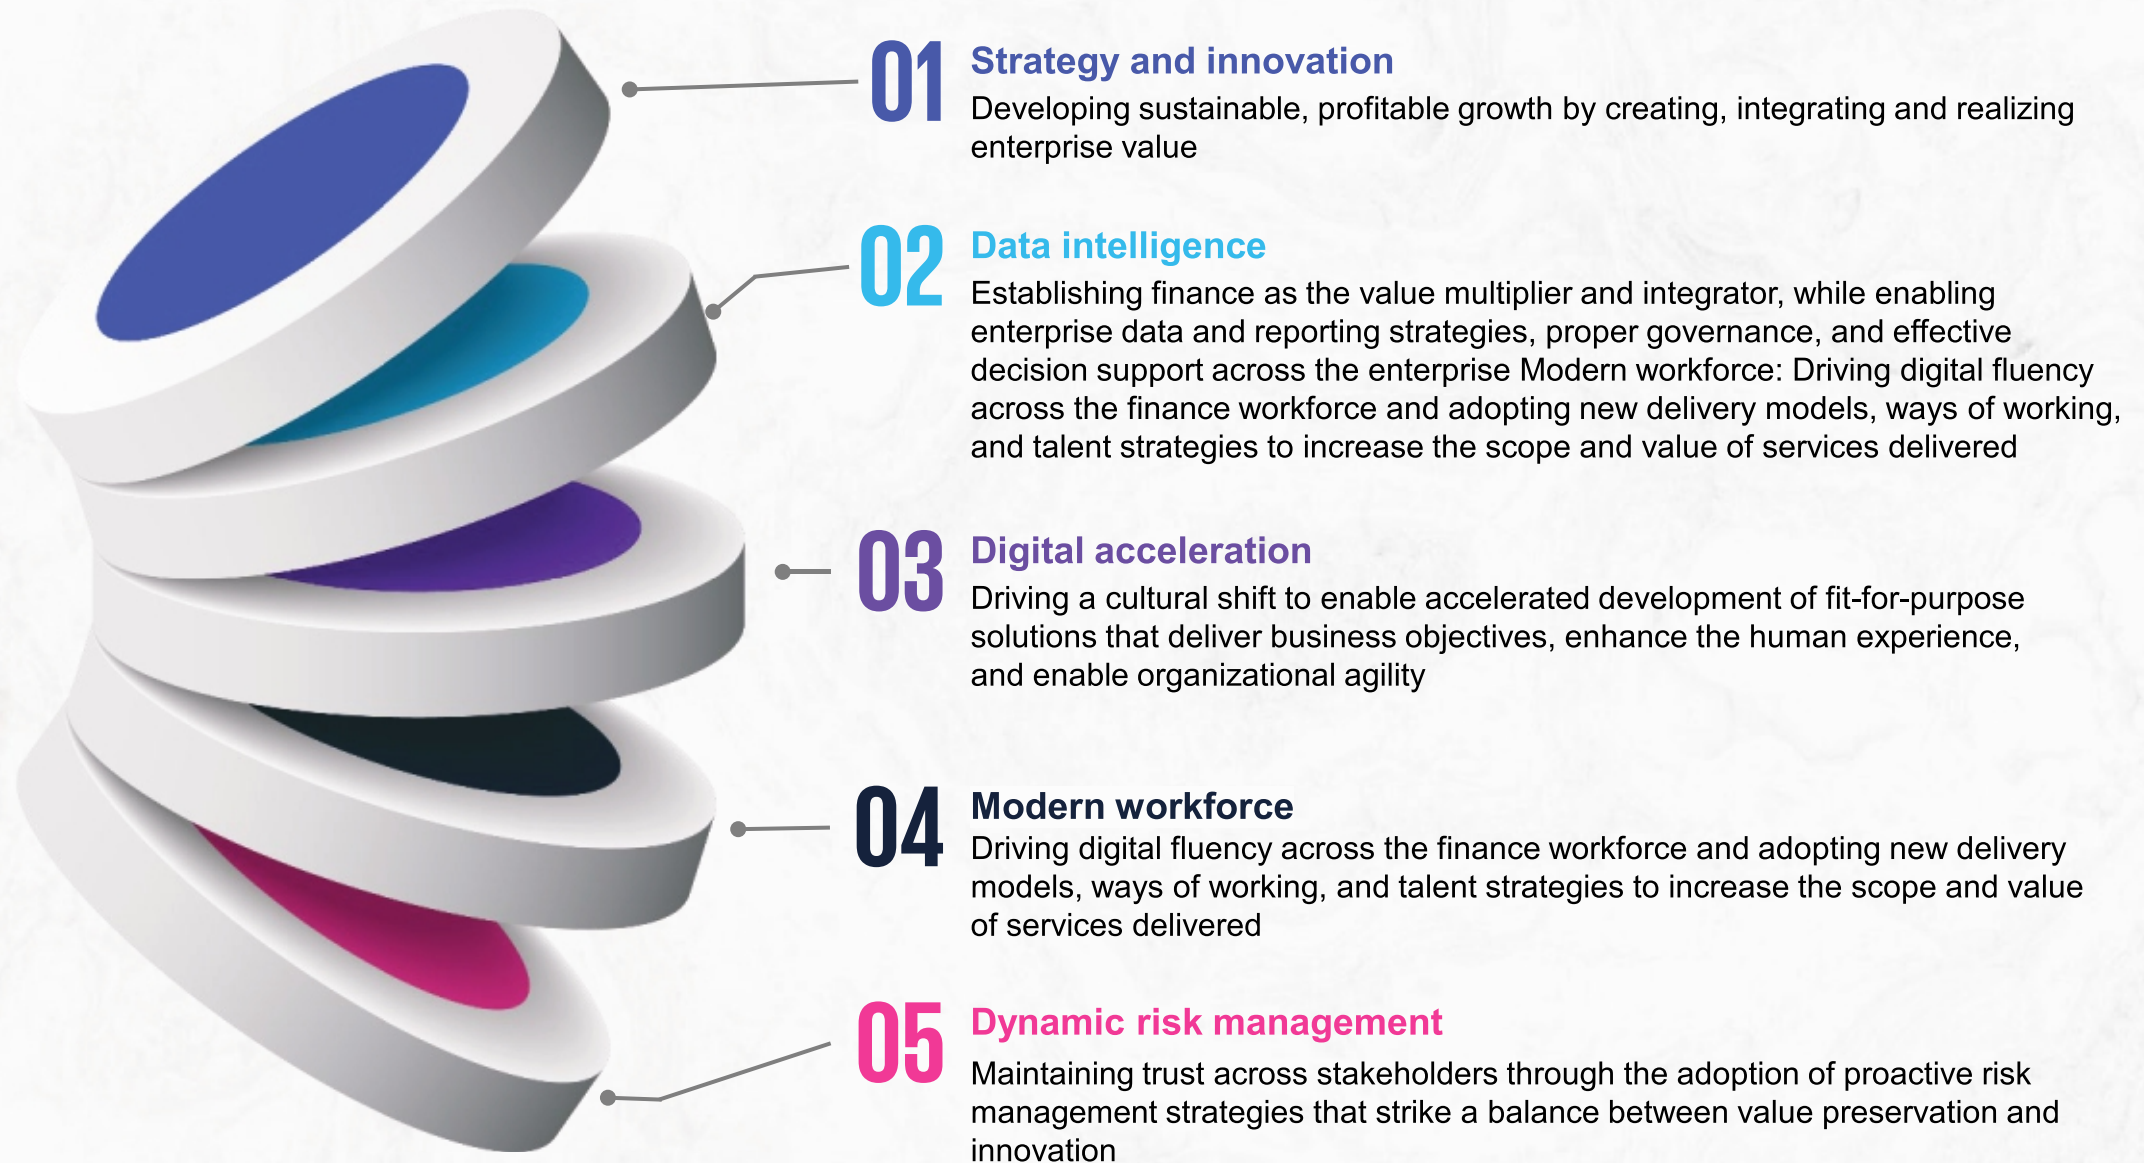 01
Strategy and innovation
Developing sustainable, profitable growth by creating, integrating and realizing
enterprise value
02
Data intelligence
Establishing finance as the value multiplier and integrator, while enabling
enterprise data and reporting strategies, proper governance, and effective
decision support across the enterprise Modern workforce: Driving digital fluency
across the finance workforce and adopting new delivery models, ways of working,
and talent strategies to increase the scope and value of services delivered
03
Digital acceleration
Driving a cultural shift to enable accelerated development of fit-for-purpose
solutions that deliver business objectives, enhance the human experience,
and enable organizational agility
04
Modern workforce
Driving digital fluency across the finance workforce and adopting new delivery
models, ways of working, and talent strategies to increase the scope and value
of services delivered
05
Dynamic risk management
Maintaining trust across stakeholders through the adoption of proactive risk
management strategies that strike a balance between value preservation and
innovation